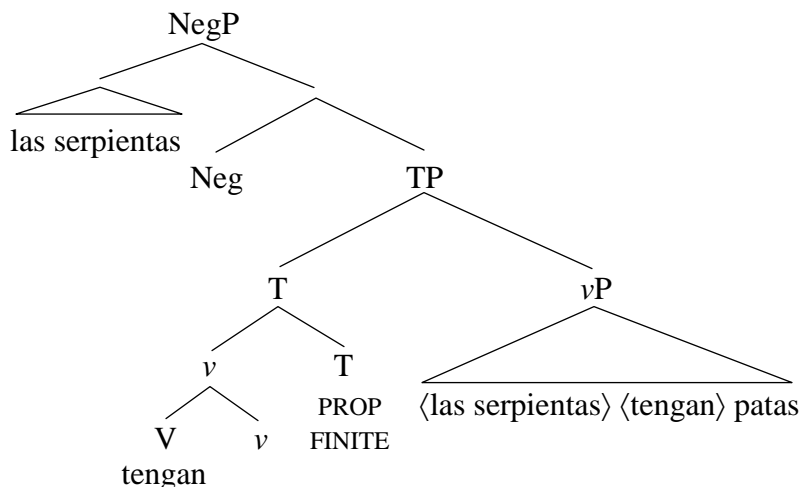 NegP
las serpientas
Neg TP
T vP
v T
PROP ⟨las serpientas⟩ ⟨tengan⟩ patas
V v FINITE
tengan